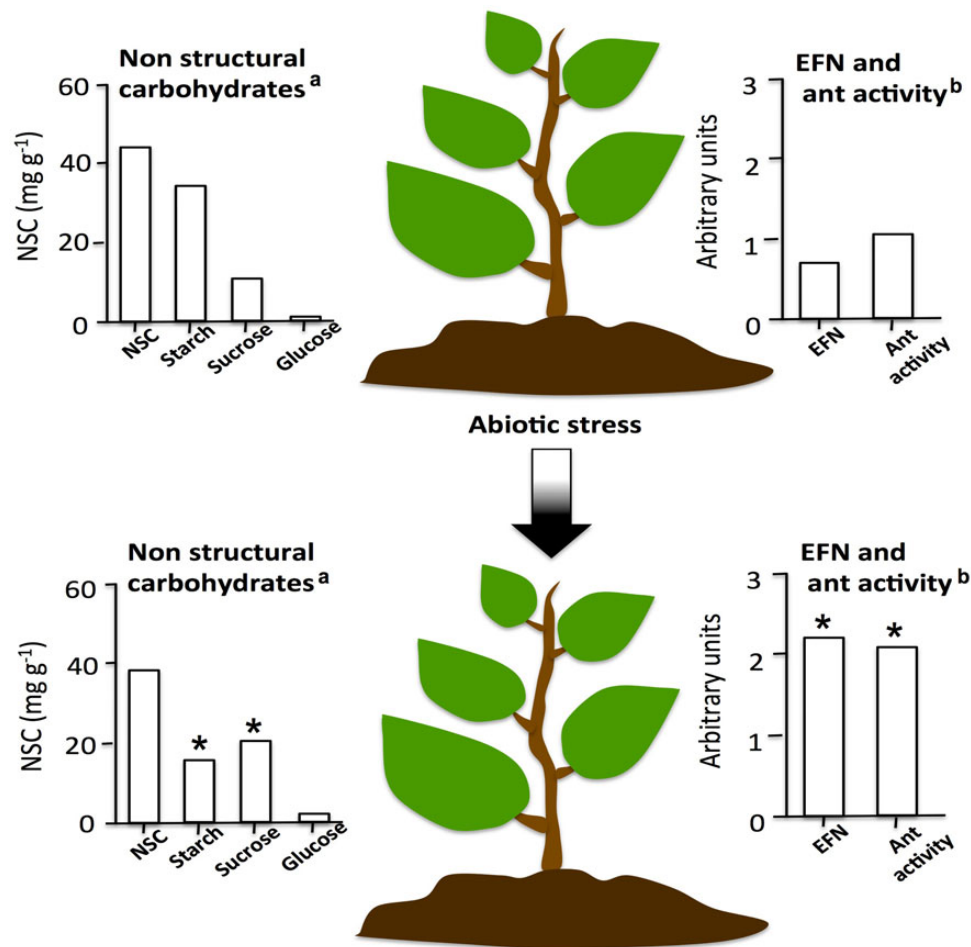 Non structural
carbohydrates a
NSC (mg g-1)
60
40
20
0
NSC
Starch
Sucrose
Glucose
EFN and
ant activity b
Arbitrary units
3
2
1
0
EFN
Ant
activity
Abiotic stress
Non structural
carbohydrates a
NSC (mg g-1)
60
40
20
0
*
*
NSC
Starch
Sucrose
Glucose
EFN and
ant activity b
Arbitrary units
3
2
1
0
*
*
EFN
Ant
activity